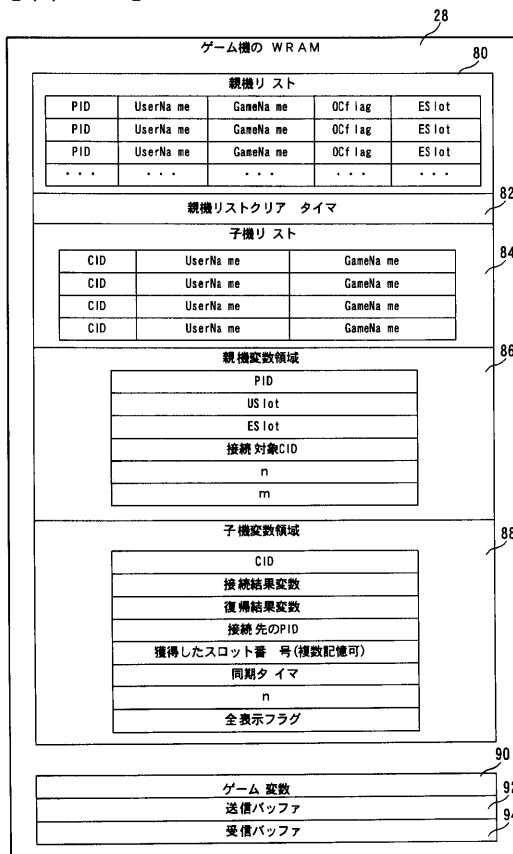 28
ゲーム機の WRAM
80
親機リスト
PID UserName GameName OCflag ESlot
PID UserName GameName OCflag ESlot
PID UserName GameName OCflag ESlot
・・・ ・・・ ・・・ ・・・ ・・・
82
親機リストクリア タイマ
子機リスト
84
CID UserName GameName
CID UserName GameName
CID UserName GameName
CID UserName GameName
親機変数領域
86
PID
USlot
ESlot
接続対象CID
n
m
子機変数領域
88
CID
接続結果変数
復帰結果変数
接続先のPID
獲得したスロット番 号(複数記憶可)
同期タイマ
n
全表示フラグ
90
ゲーム変数
92
送信バッファ
94
受信バッファ